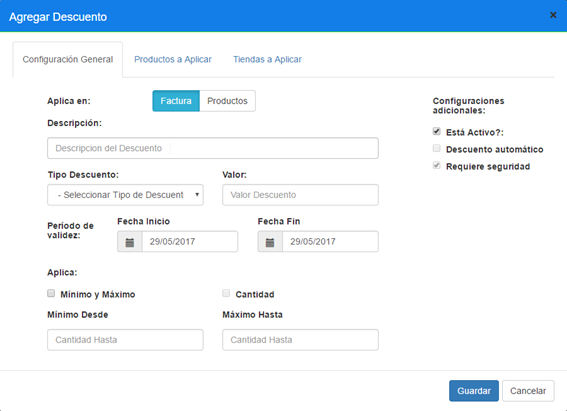 Agregar Descuento ×
Configuración General Productos a Aplicar Tiendas a Aplicar
Aplica en: Factura Productos
Configuraciones
adicionales:
Descripción:
Está Activo?:
Descripcion del Descuento
Descuento automático
Requiere seguridad
Tipo Descuento: Valor:
- Seleccionar Tipo de Descuent Valor Descuento
Período de
validez:
Fecha Inicio Fecha Fin
29/05/2017 29/05/2017
Aplica:
Mínimo y Máximo Cantidad
Mínimo Desde Máximo Hasta
Cantidad Hasta Cantidad Hasta
Guardar Cancelar